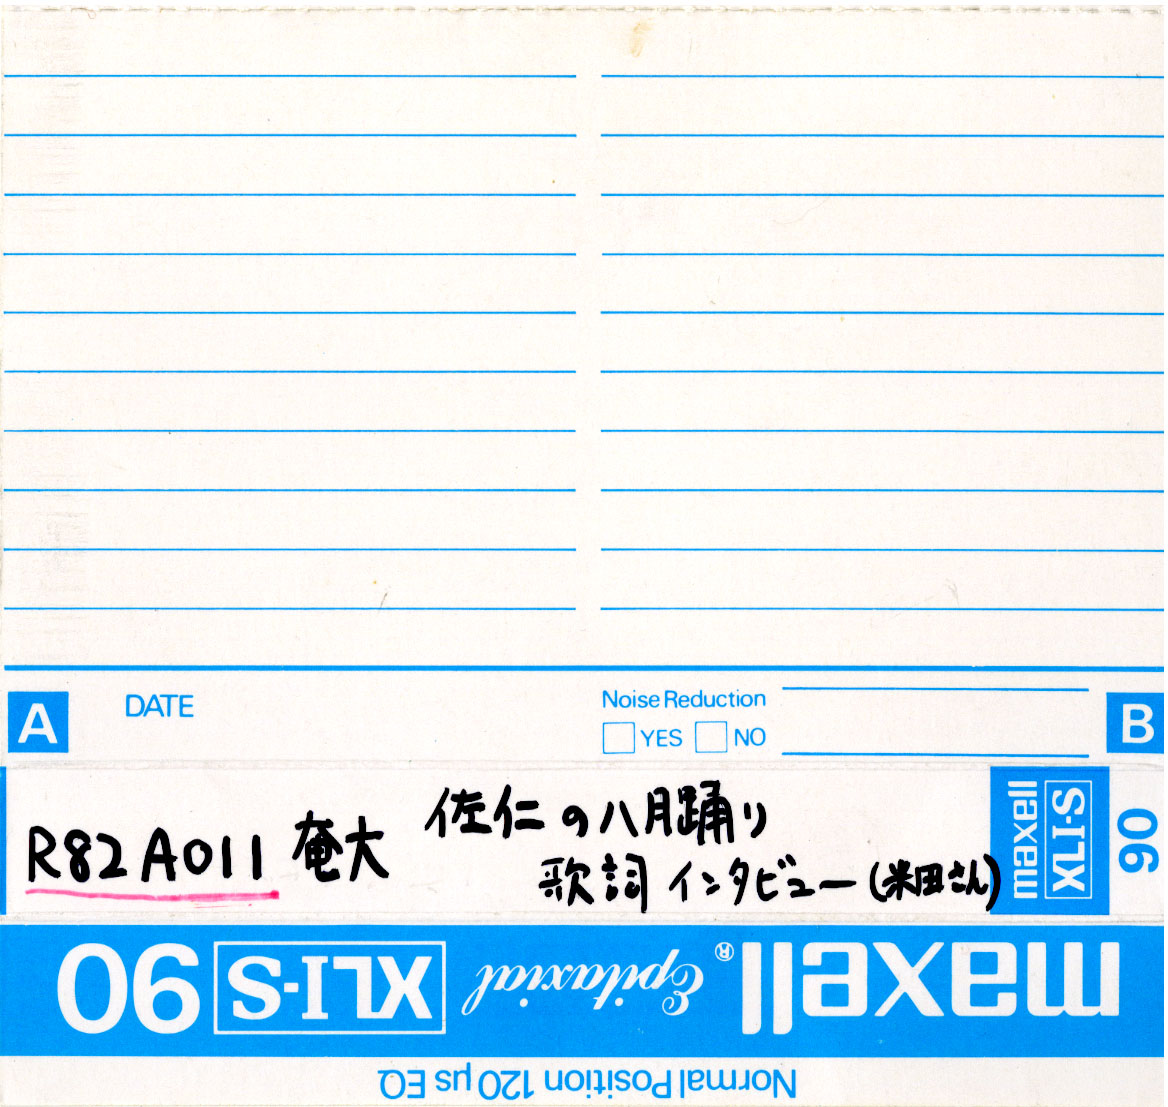 A
DATE
Noise Reduction
YES NO
B
R82A011 奄大
佐仁の八月踊り
歌詞 インタビュー (米田さん)
maxell
XLI-S
90
maxell® Epitaxial XLI-S 90
Normal Position 120 μs EQ